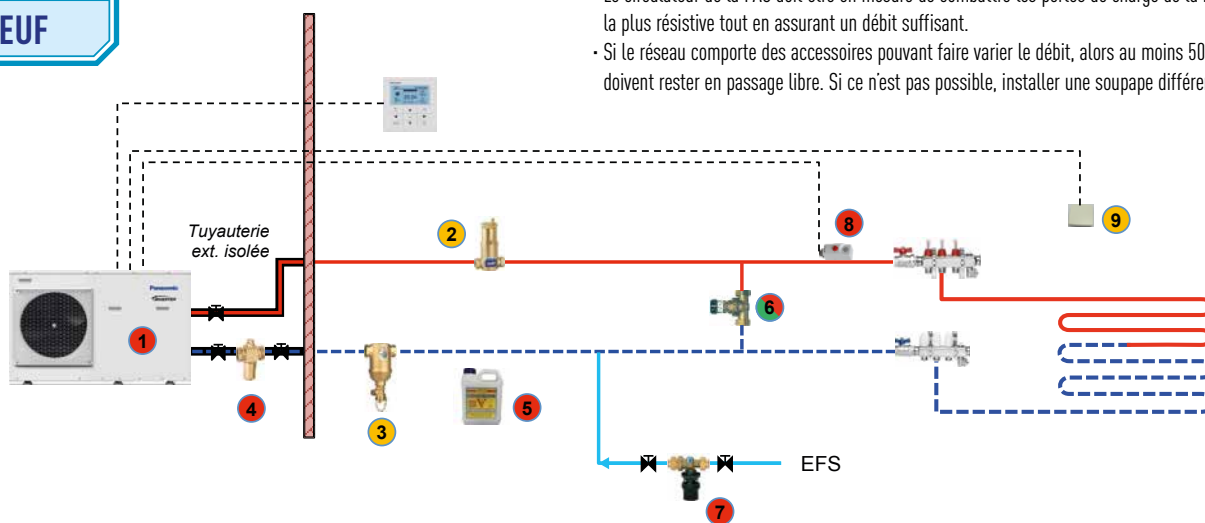 EUF
la plus résistive tout en assurant un débit suffisant.
• Si le réseau comporte des accessoires pouvant faire varier le débit, alors au moins 50
doivent rester en passage libre. Si ce n'est pas possible, installer une soupape différe
Tuyauterie
ext. isolée
2
8
9
Panasonic
Inverter
1
6
4
3
5
EFS
7